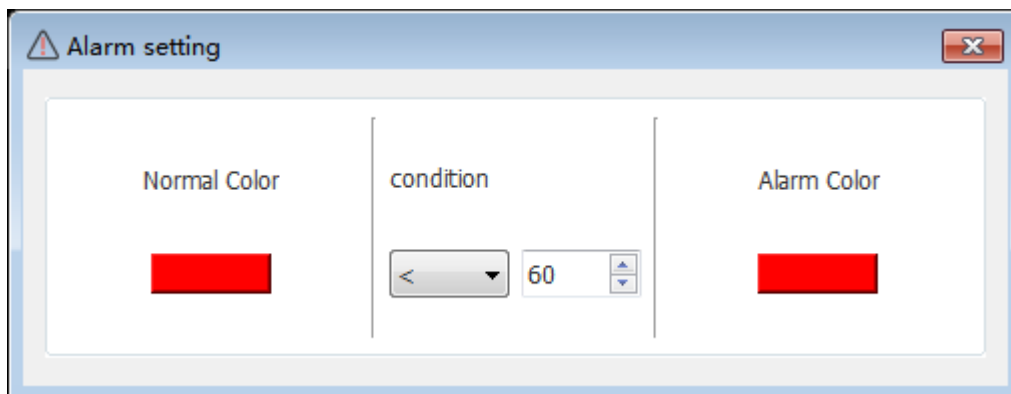 Alarm setting
Normal Color
condition
Alarm Color
<
60